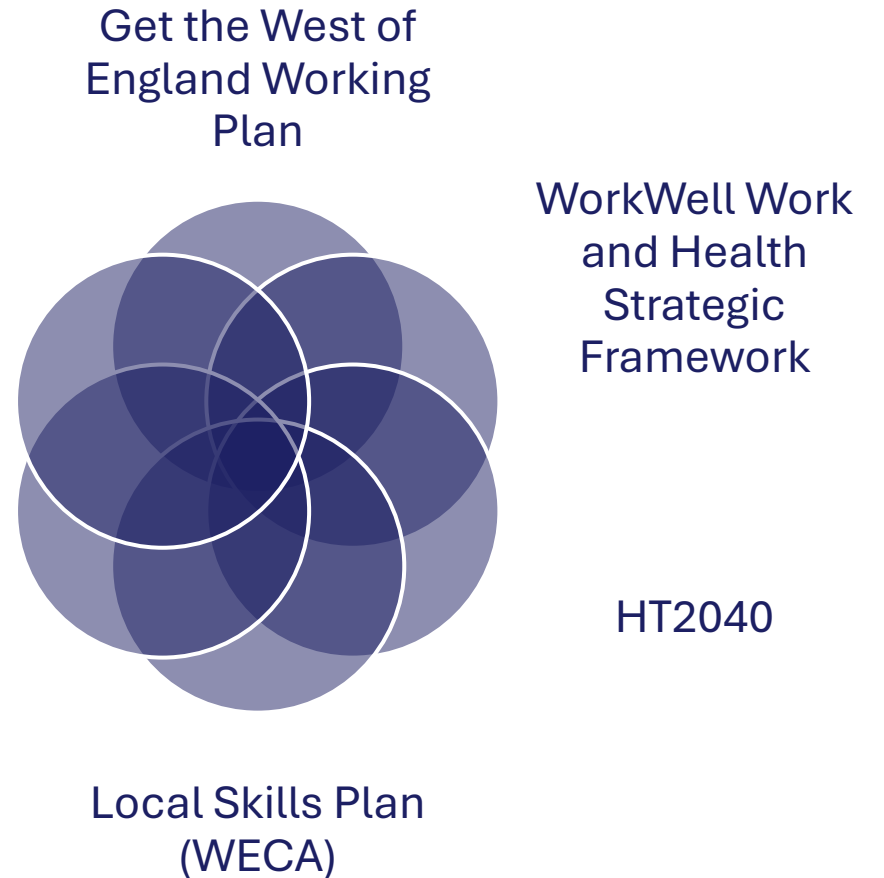 Get the West of
England Working
Plan
WorkWell Work
and Health
Strategic
Framework
HT2040
Local Skills Plan
(WECA)